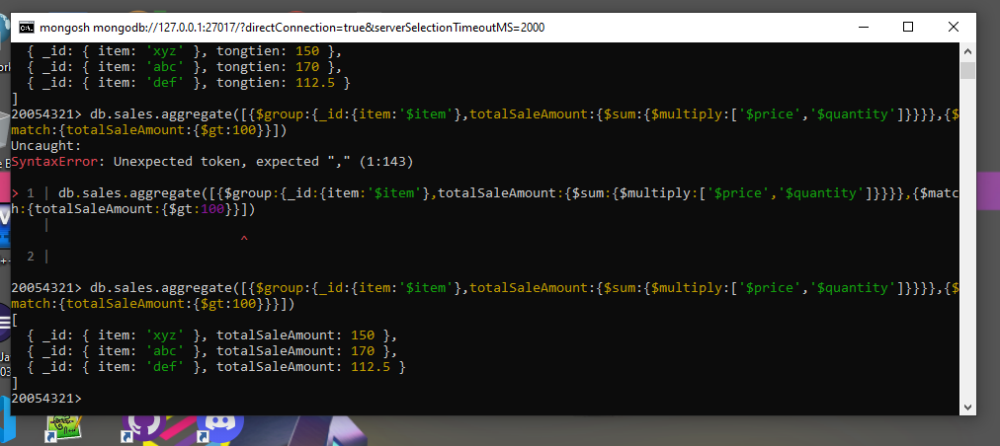 mongosh mongodb://127.0.0.1:27017/?directConnection=true&serverSelectionTimeoutMS=2000
{ _id: { item: 'xyz' }, tongtien: 150 },
{ _id: { item: 'abc' }, tongtien: 170 },
{ _id: { item: 'def' }, tongtien: 112.5 }
]
20054321> db.sales.aggregate([{$group:{_id:{item:'$item'},totalSaleAmount:{$sum:{$multiply:['$price','$quantity']}}}},{$
match:{totalSaleAmount:{$gt:100}}])
Uncaught:
SyntaxError: Unexpected token, expected "," (1:143)
> 1 | db.sales.aggregate([{$group:{_id:{item:'$item'},totalSaleAmount:{$sum:{$multiply:['$price','$quantity']}}}},{$matc
h:{totalSaleAmount:{$gt:100}}])
|
^
2 |
20054321> db.sales.aggregate([{$group:{_id:{item:'$item'},totalSaleAmount:{$sum:{$multiply:['$price','$quantity']}}}},{$
match:{totalSaleAmount:{$gt:100}}}])
[
{ _id: { item: 'xyz' }, totalSaleAmount: 150 },
{ _id: { item: 'abc' }, totalSaleAmount: 170 },
{ _id: { item: 'def' }, totalSaleAmount: 112.5 }
]
20054321>